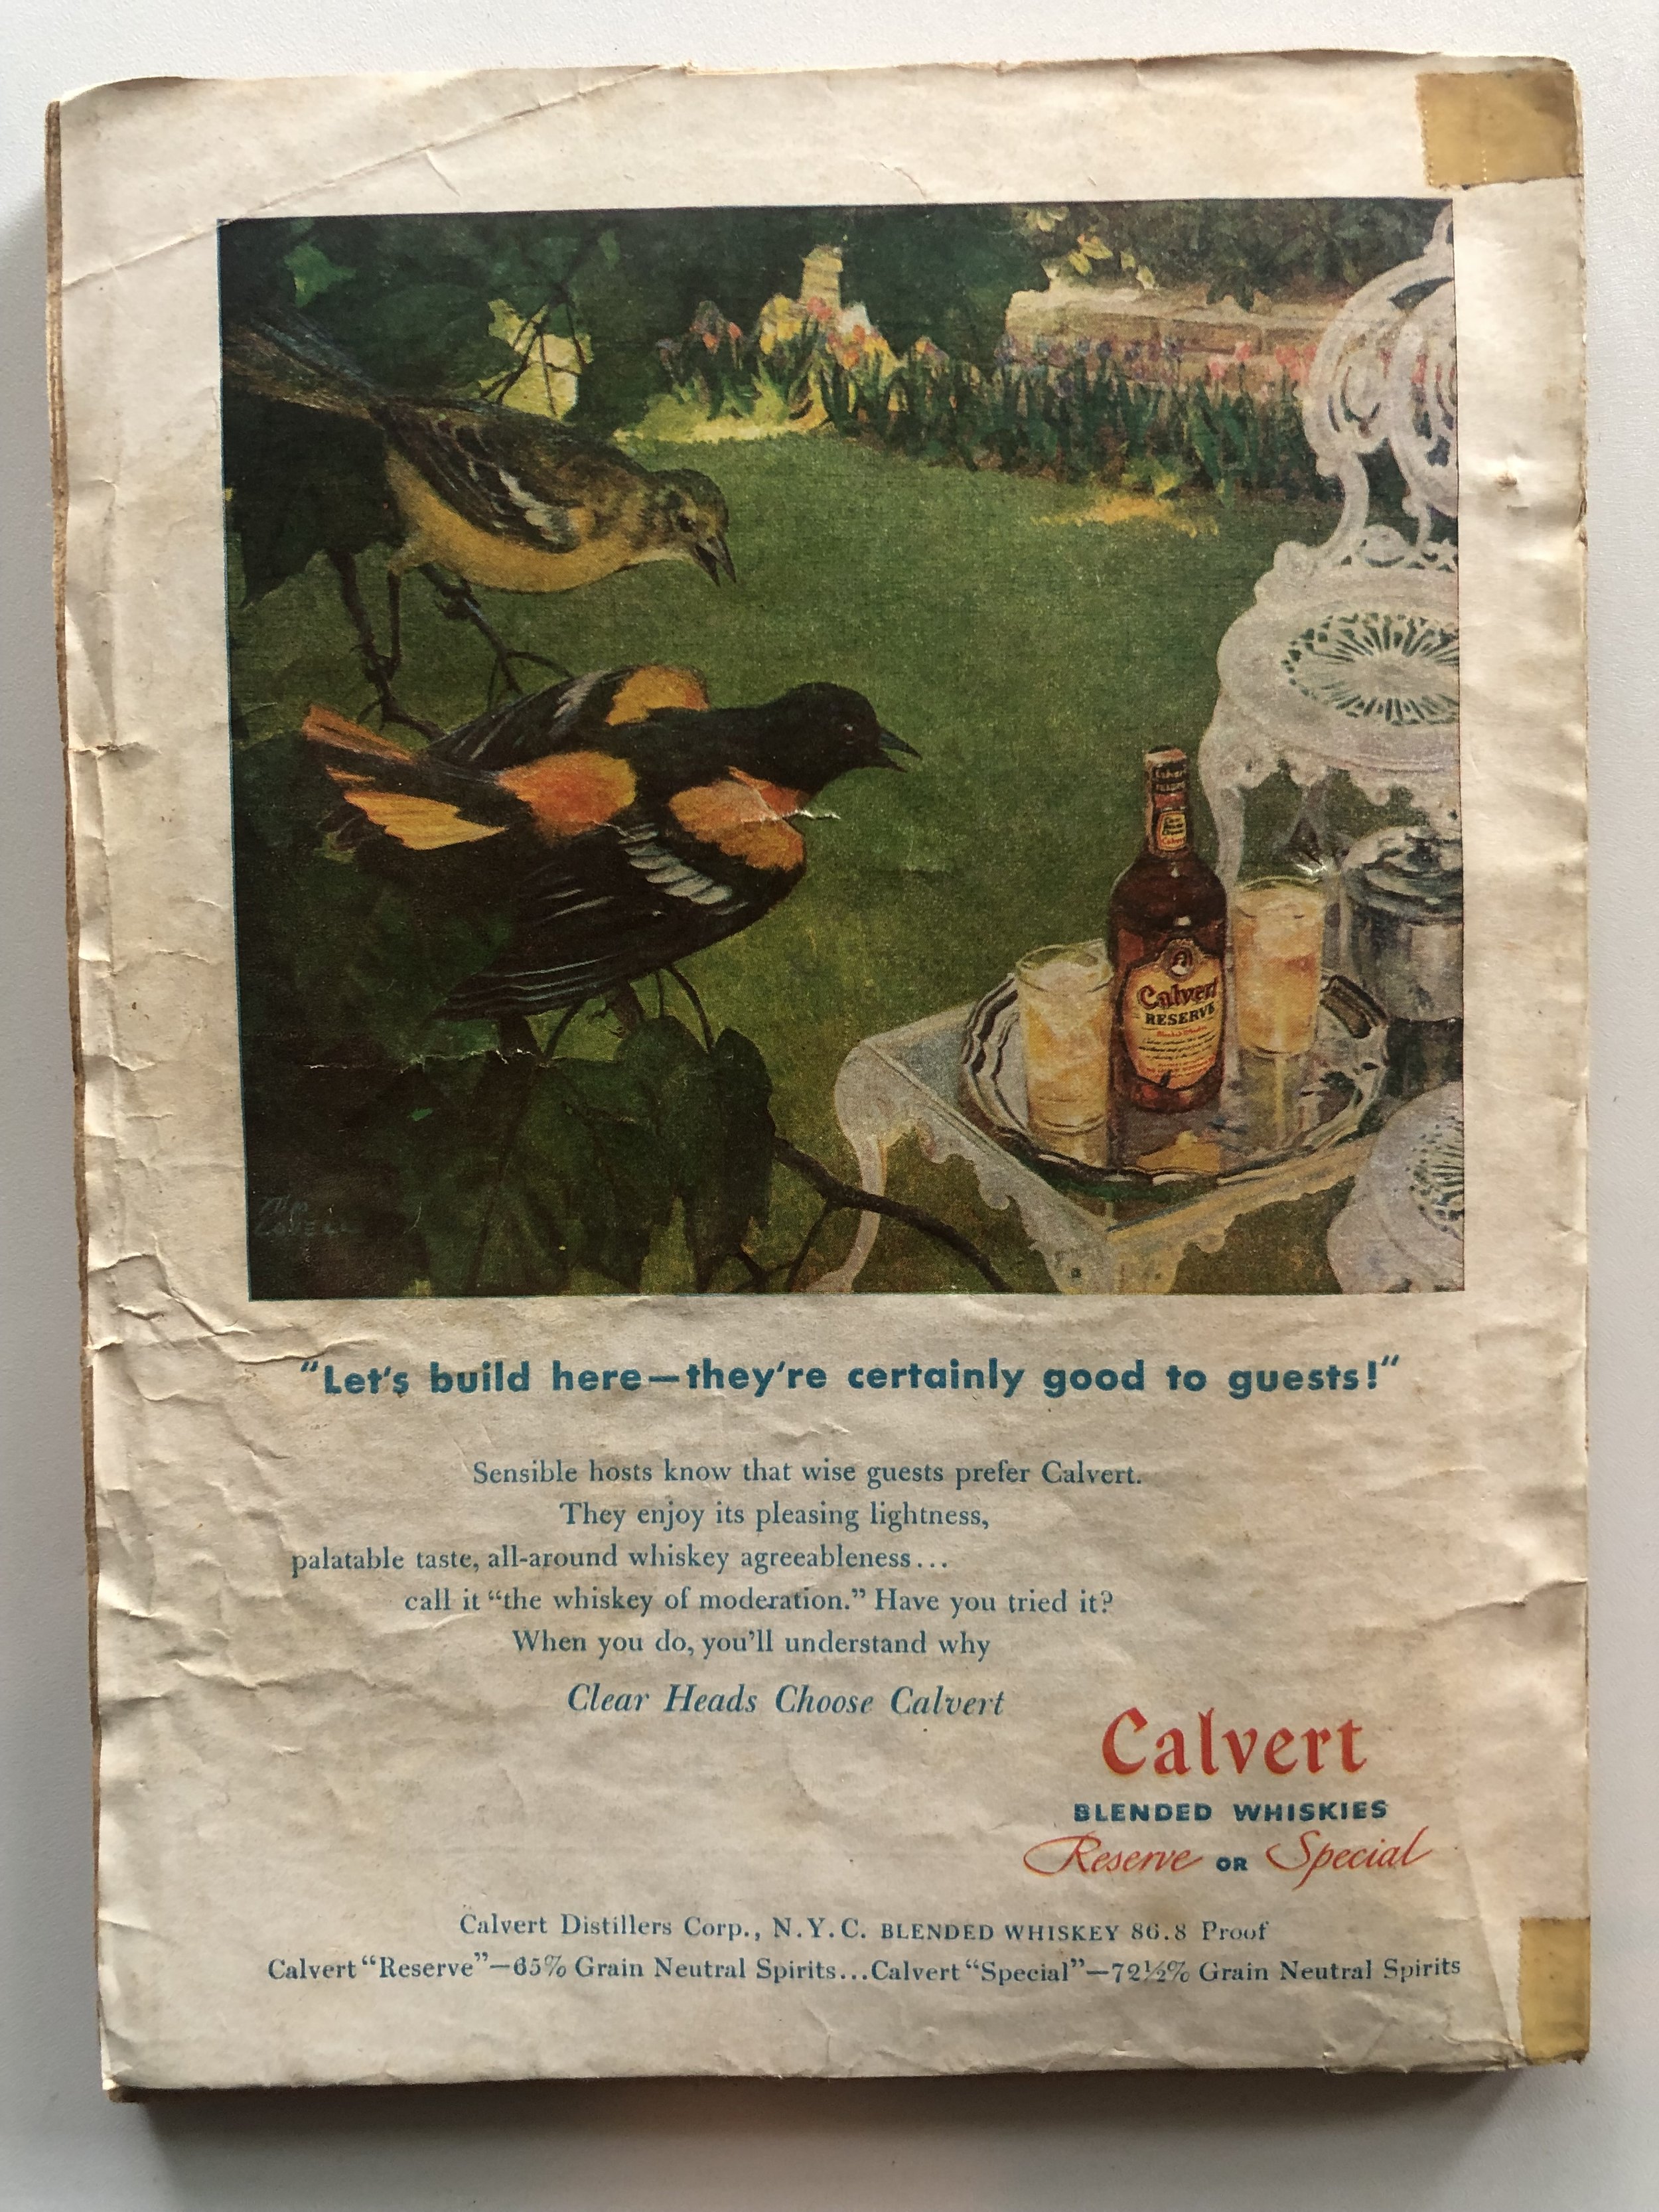 Calvert
RESERVE
"Let's build here—they're certainly good to guests!"
Sensible hosts know that wise guests prefer Calvert.
They enjoy its pleasing lightness,
palatable taste, all-around whiskey agreeableness...
call it "the whiskey of moderation." Have you tried it?
When you do, you'll understand why
Clear Heads Choose Calvert
Calvert
BLENDED WHISKIES
Reserve OR Special
Calvert Distillers Corp., N.Y.C. BLENDED WHISKEY 86.8 Proof
Calvert "Reserve"—65% Grain Neutral Spirits...Calvert "Special"—72½% Grain Neutral Spirits